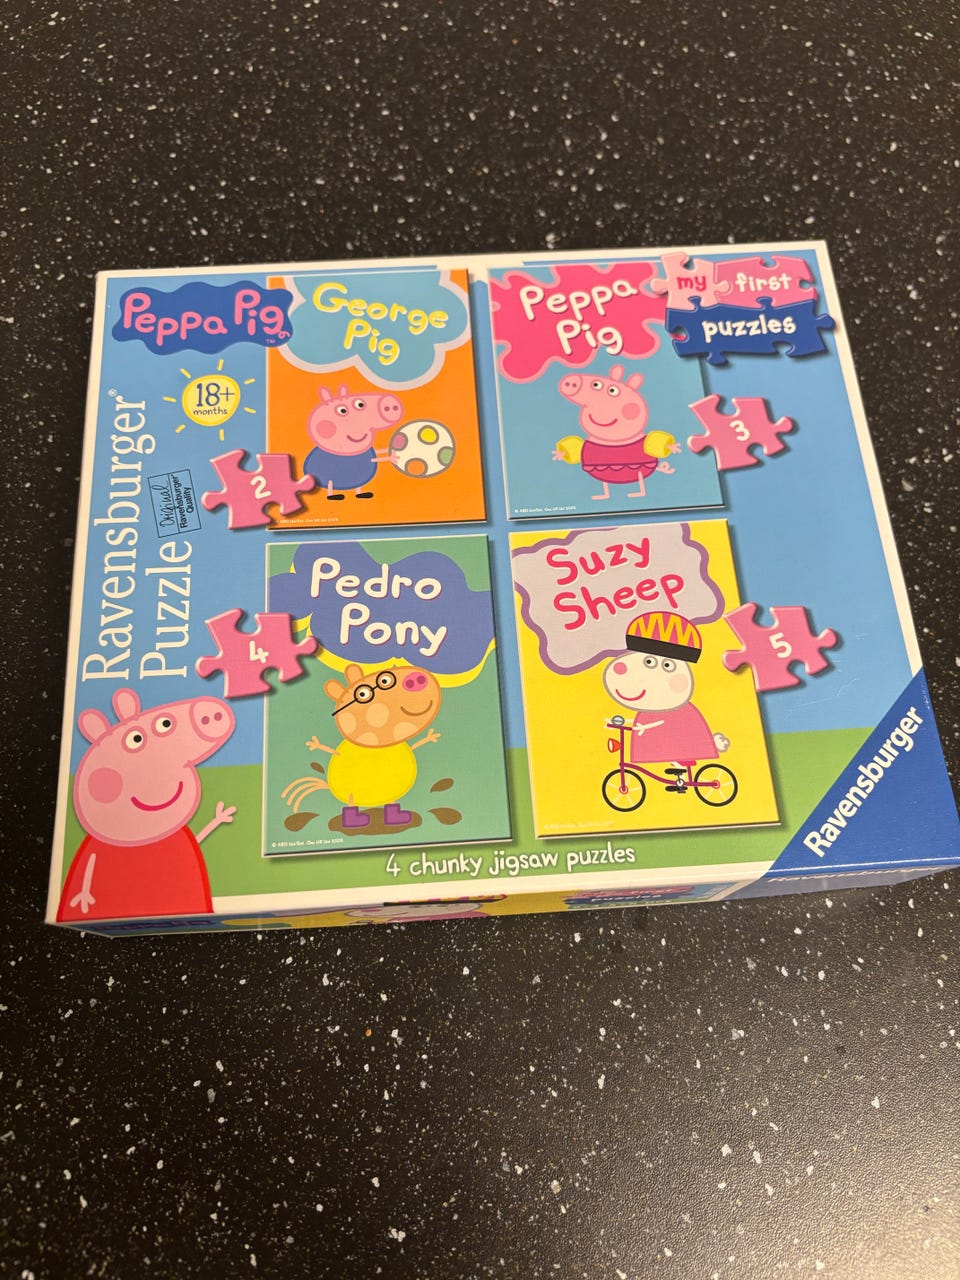 Peppa Pig
TM
18+
months
Ravensburger®
Puzzle
Original
Ravensburger
Quality
George
Pig
2
Peppa
Pig
3
my first
puzzles
Pedro
Pony
4
Suzy
Sheep
5
4 chunky jigsaw puzzles
Ravensburger